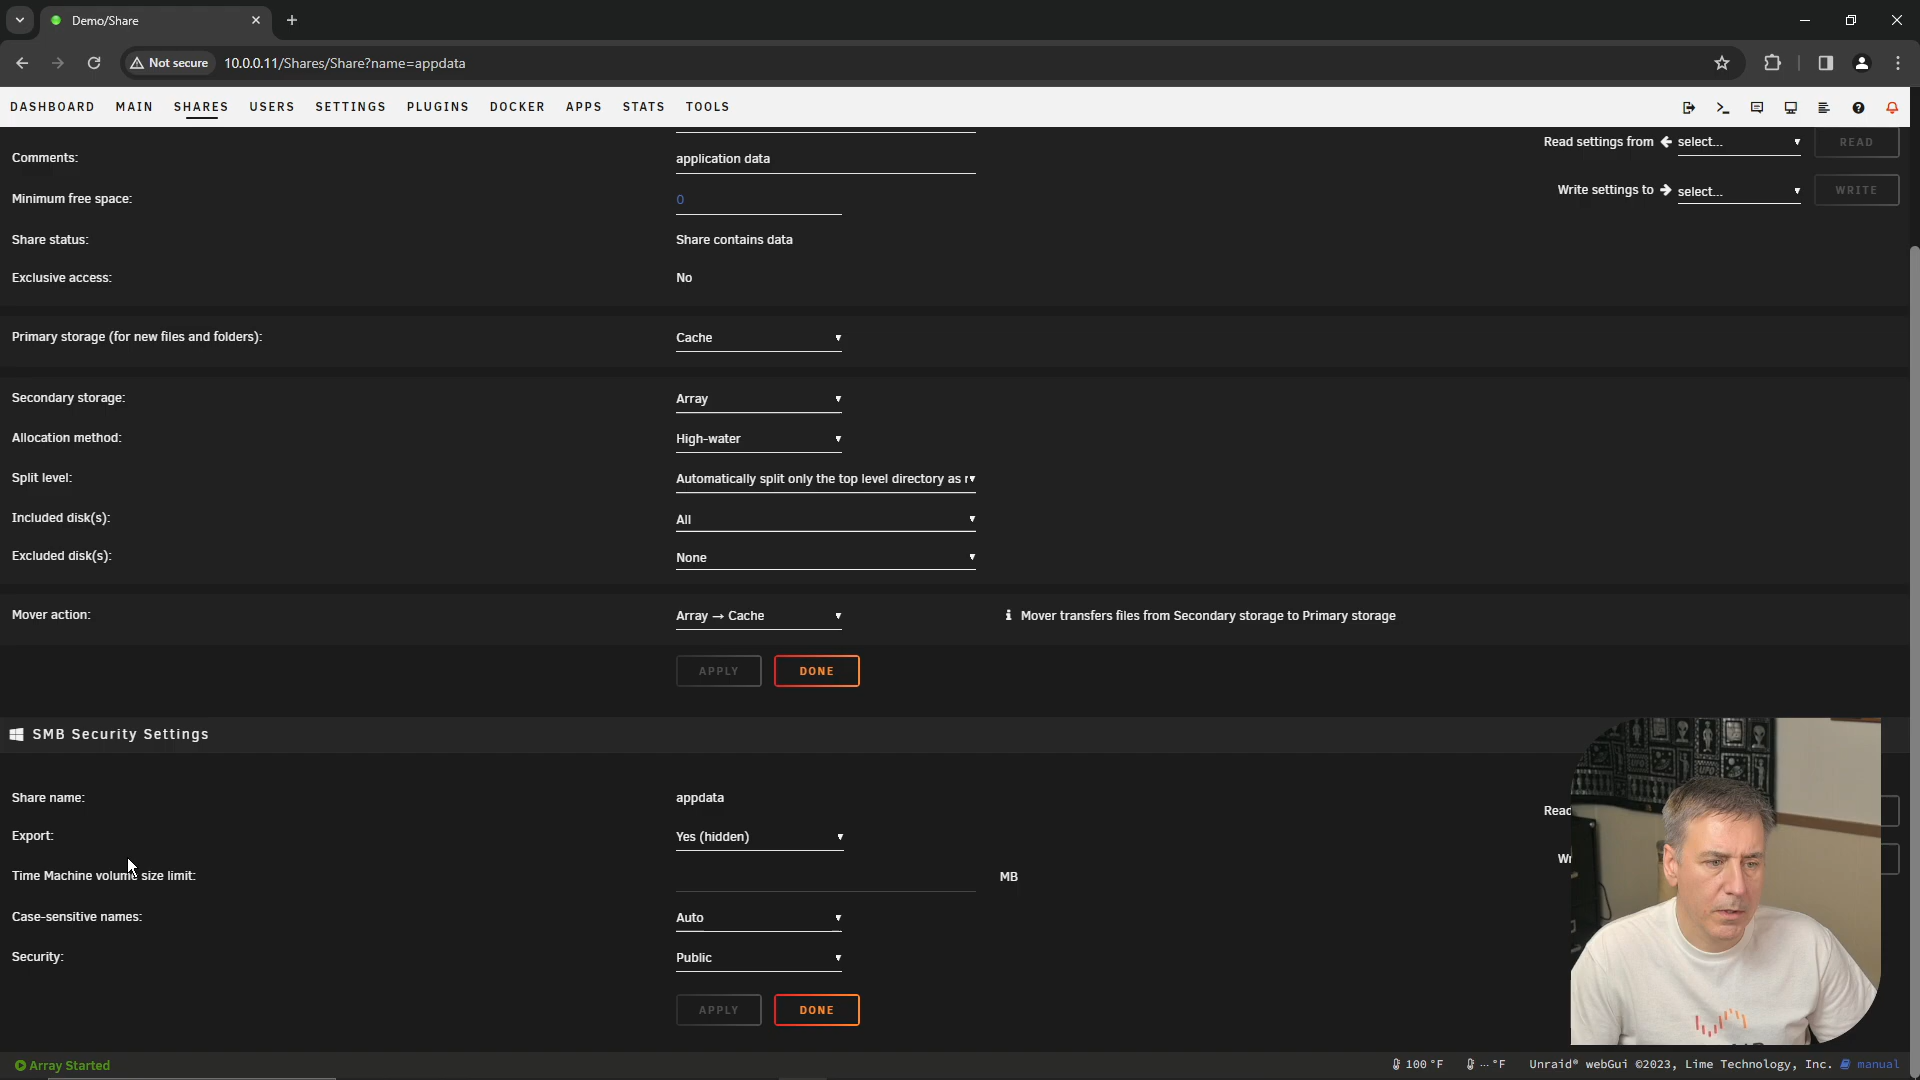 Demo/Share
Not secure
10.0.0.11/Shares/Share?name=appdata
DASHBOARD MAIN SHARES USERS SETTINGS PLUGINS DOCKER APPS STATS TOOLS
Comments: application data
Read settings from select... READ
Minimum free space: 0
Write settings to select... WRITE
Share status: Share contains data
Exclusive access: No
Primary storage (for new files and folders): Cache
Secondary storage: Array
Allocation method: High-water
Split level: Automatically split only the top level directory as r
Included disk(s): All
Excluded disk(s): None
Mover action: Array → Cache
Mover transfers files from Secondary storage to Primary storage
APPLY DONE
SMB Security Settings
Share name: appdata
Read
Export: Yes (hidden)
Time Machine volume size limit: MB
Case-sensitive names: Auto
Security: Public
APPLY DONE
Array Started
100 °F -- °F Unraid® webGui ©2023, Lime Technology, Inc. manual